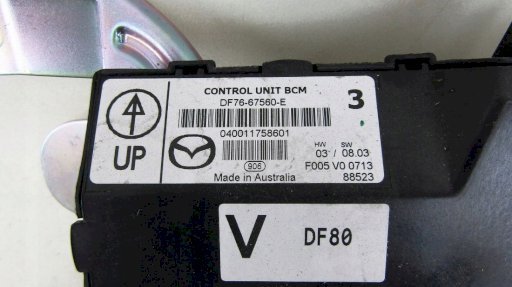 CONTROL UNIT BCM
DF76-67560-E
3
040011758601
UP
HW SW
03 / 08.03
905
F005 V0 0713
Made in Australia
88523
V
DF80